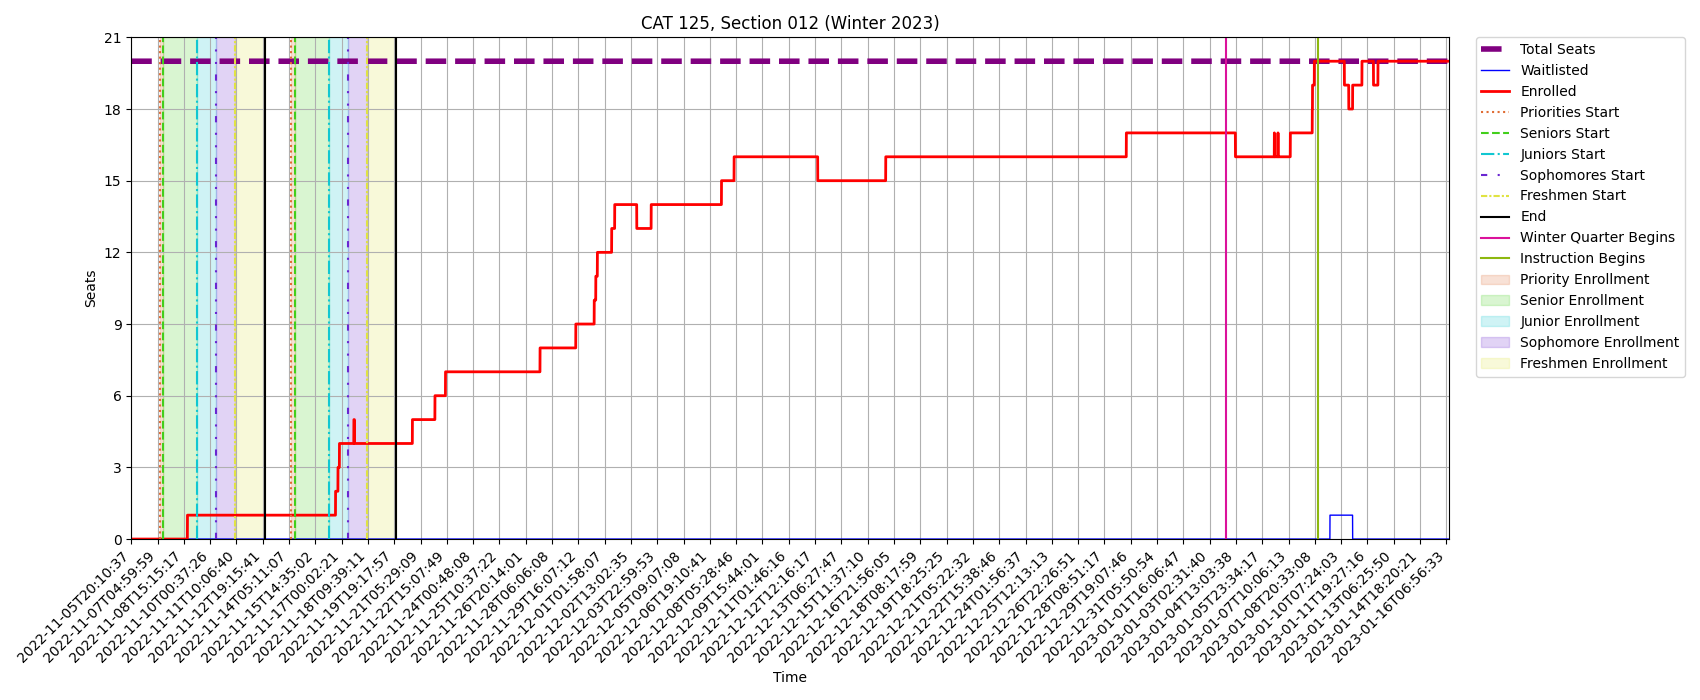 CAT 125, Section 012 (Winter 2023)
Seats
21
18
15
12
9
6
3
0
2022-11-05T20:10:37
2022-11-07T04:59:59
2022-11-08T15:15:17
2022-11-10T00:37:26
2022-11-11T10:06:40
2022-11-12T19:15:41
2022-11-14T05:11:07
2022-11-15T14:35:02
2022-11-17T00:02:21
2022-11-18T09:39:11
2022-11-19T19:17:57
2022-11-21T05:29:09
2022-11-22T15:07:49
2022-11-24T00:48:08
2022-11-25T10:37:22
2022-11-26T20:14:01
2022-11-28T06:06:08
2022-11-29T16:07:12
2022-12-01T01:58:07
2022-12-02T13:02:35
2022-12-03T22:59:53
2022-12-05T09:07:08
2022-12-06T19:10:41
2022-12-08T05:28:46
2022-12-09T15:44:01
2022-12-11T01:46:16
2022-12-12T12:16:17
2022-12-13T06:27:47
2022-12-15T11:37:10
2022-12-16T21:56:05
2022-12-18T08:17:59
2022-12-19T18:25:25
2022-12-21T05:22:32
2022-12-22T15:38:46
2022-12-24T01:56:37
2022-12-25T12:13:13
2022-12-26T22:26:51
2022-12-28T08:51:17
2022-12-29T19:07:46
2022-12-31T05:50:54
2023-01-01T16:06:47
2023-01-03T02:31:40
2023-01-04T13:03:38
2023-01-05T23:34:17
2023-01-07T10:06:13
2023-01-08T20:33:08
2023-01-10T07:24:03
2023-01-11T19:27:16
2023-01-13T06:25:50
2023-01-14T18:20:21
2023-01-16T06:56:33
Time
Total Seats
Waitlisted
Enrolled
Priorities Start
Seniors Start
Juniors Start
Sophomores Start
Freshmen Start
End
Winter Quarter Begins
Instruction Begins
Priority Enrollment
Senior Enrollment
Junior Enrollment
Sophomore Enrollment
Freshmen Enrollment